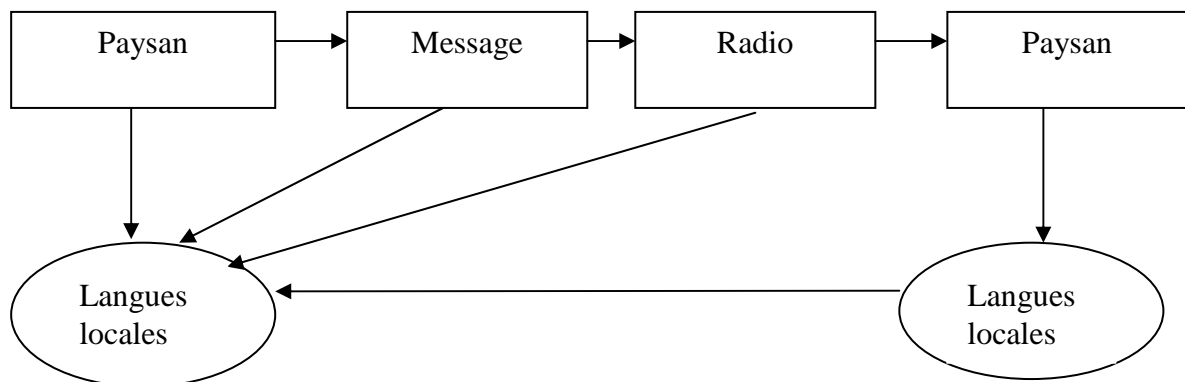 Paysan
Message
Radio
Paysan
Langues
locales
Langues
locales